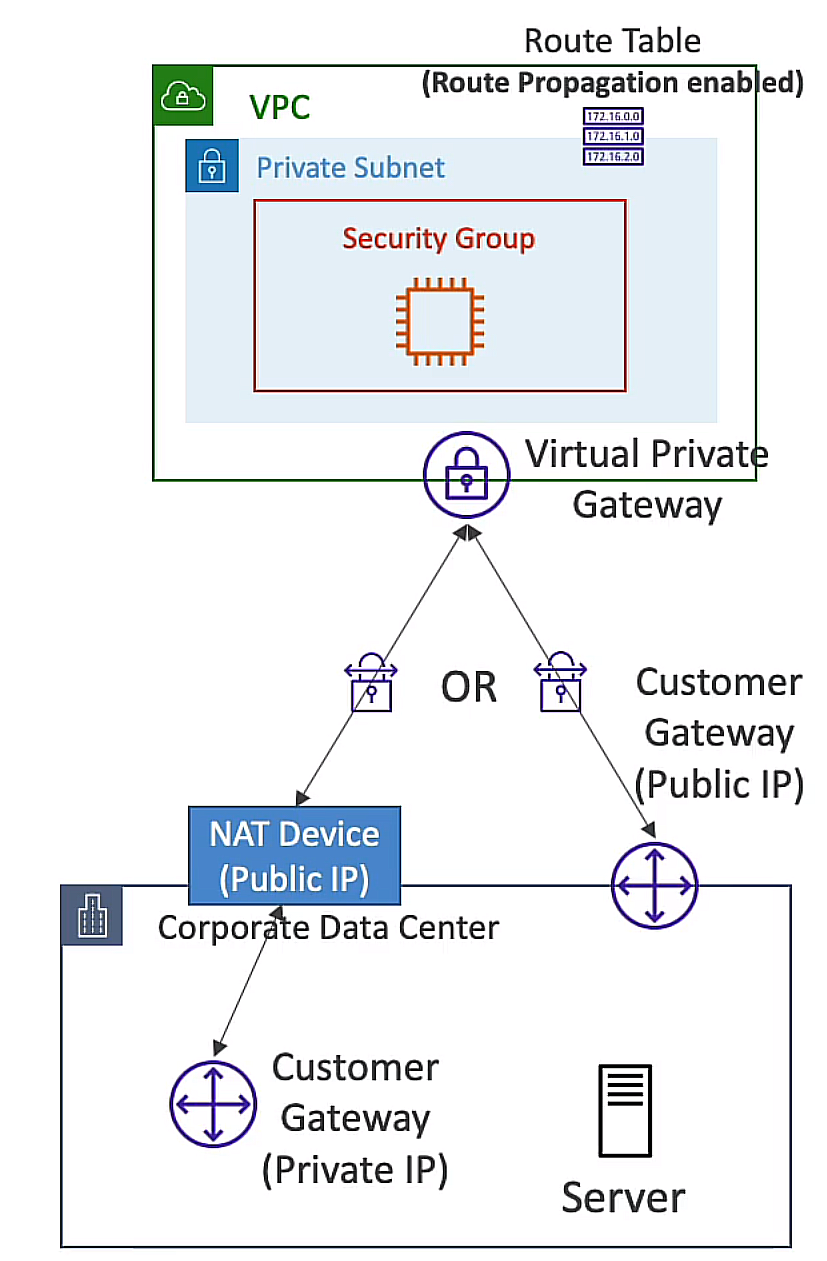 Route Table
(Route Propagation enabled)
VPC
172.16.0.0
172.16.1.0
172.16.2.0
Private Subnet
Security Group
Virtual Private
Gateway
OR
Customer
Gateway
(Public IP)
NAT Device
(Public IP)
Corporate Data Center
Customer
Gateway
(Private IP)
Server